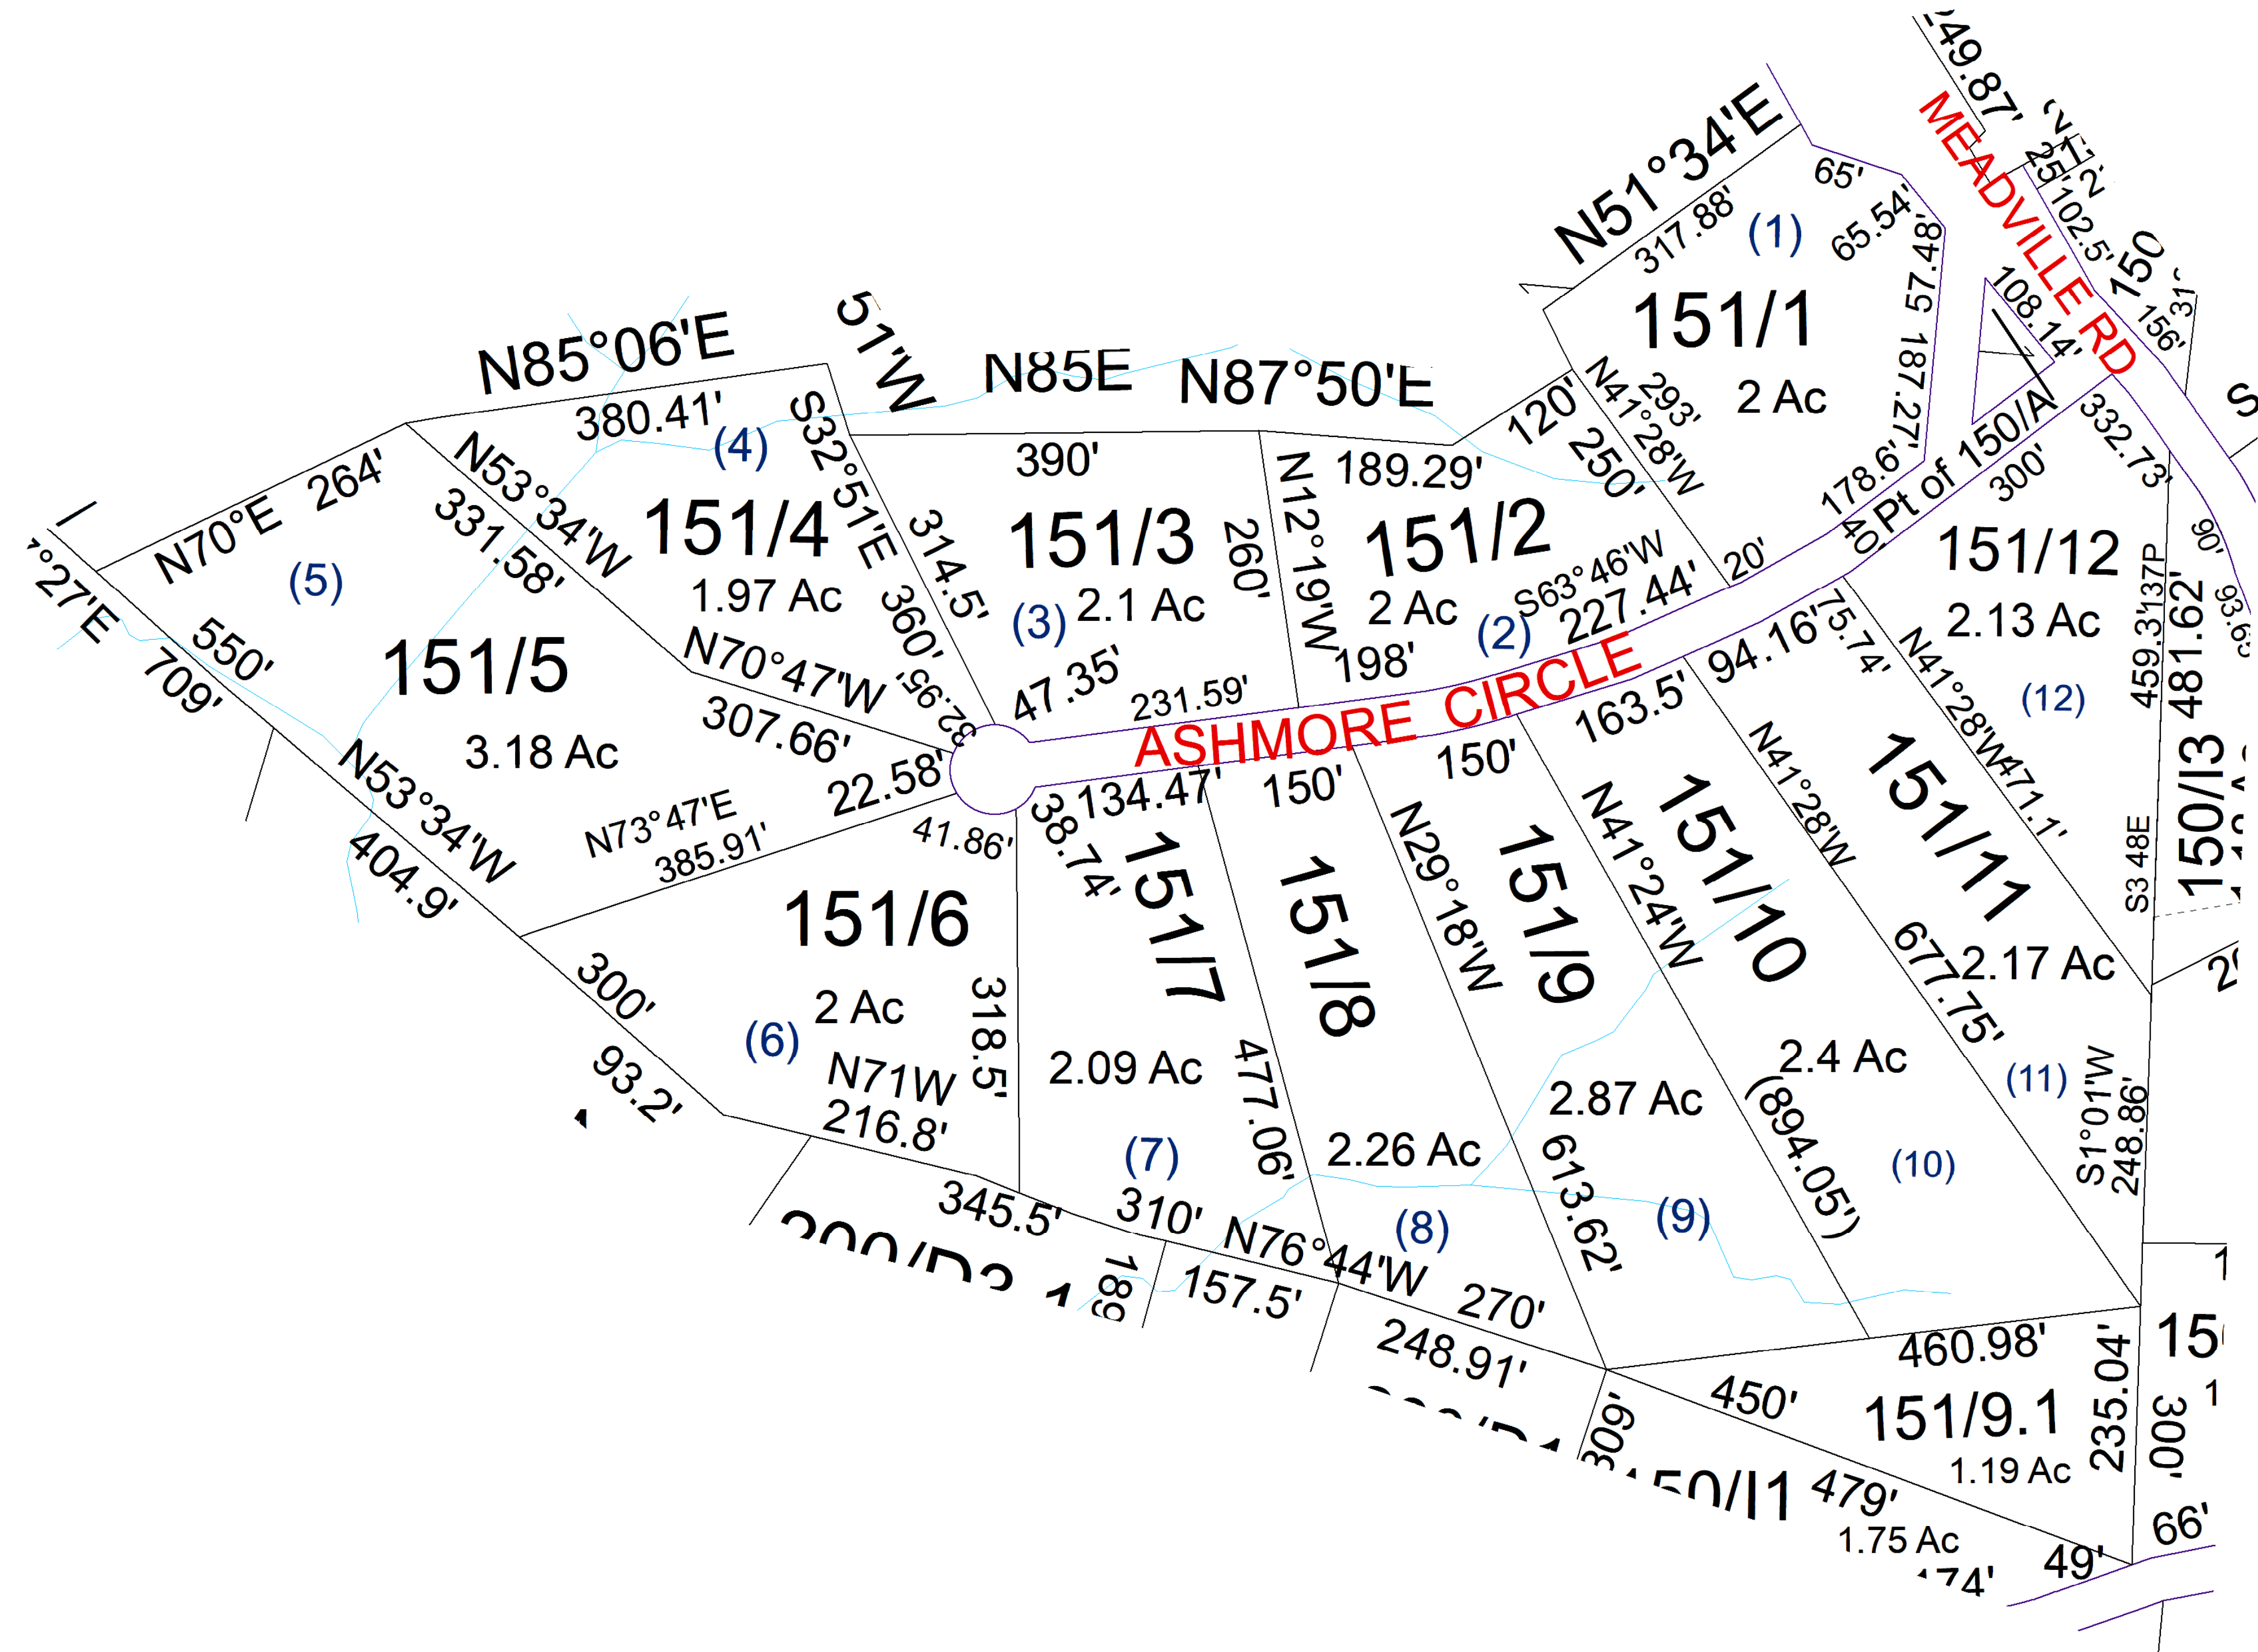 249.87'
MEADVILLE RD
25'
102.5'
150
156'
108.14'
N51°34'E
317.88'
65'
(1)
65.54'
57.48'
187.27'
151/1
2 Ac
293'
N41°28'W
178.6'
40'
Pt of 150/A
300'
332.73'
20'
N85°06'E
380.41'
(4)
51'W
N85E
N87°50'E
S32°51'E
390'
189.29'
120'
250'
N70°E
264'
N53°34'W
331.58'
151/4
1.97 Ac
360'
314.5'
151/3
2.1 Ac
(3)
260'
N12°19'W
151/2
2 Ac
(2)
S63°46'W
227.44'
198'
231.59'
47.35'
32.95'
ASHMORE CIRCLE
27'E
(5)
550'
709'
151/5
3.18 Ac
N70°47'W
307.66'
22.58'
N73°47'E
385.91'
N53°34'W
404.9'
41.86'
38.74'
134.47'
150'
150'
163.5'
94.16'
75.74'
151/12
2.13 Ac
(12)
90'
137P
459.3'
481.62'
N41°28'W
471.1'
S3 48E
150/I3
151/6
2 Ac
(6)
300'
93.2'
N71W
216.8'
318.5'
151/7
2.09 Ac
(7)
477.06'
345.5'
310'
189
157.5'
151/8
2.26 Ac
(8)
N76°44'W
270'
248.91'
N29°18'W
613.62'
151/9
2.87 Ac
(9)
N41°24'W
(894.05')
151/10
2.4 Ac
(10)
N41°28'W
677.75'
151/11
2.17 Ac
(11)
S1°01'W
248.86'
460.98'
450'
151/9.1
1.19 Ac
235.04'
300'
309'
479'
1.75 Ac
66'
49'